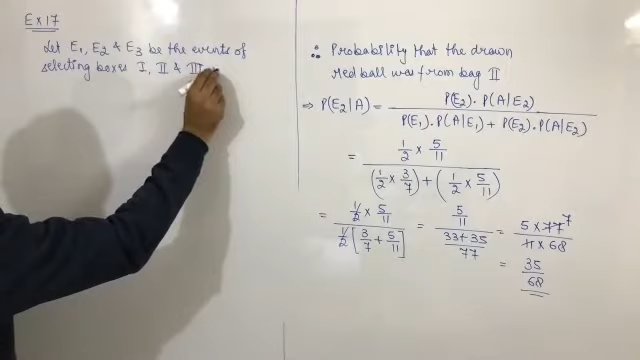 Ex 17
Let E₁, E₂ & E₃ be the events of
selecting boxes I, II & III
∴ Probability that the drawn
red ball was from bag II
⇒ P(E₂|A) = P(E₂). P(A|E₂) / P(E₁). P(A|E₁) + P(E₂). P(A|E₂)
= 1/2 × 5/11 / (1/2 × 3/7) + (1/2 × 5/11)
= 1/2 × 5/11 / 1/2 [3/7 + 5/11] = 5/11 / 33+35/77 = 5 × 77 7 / 11 × 68
= 35/68